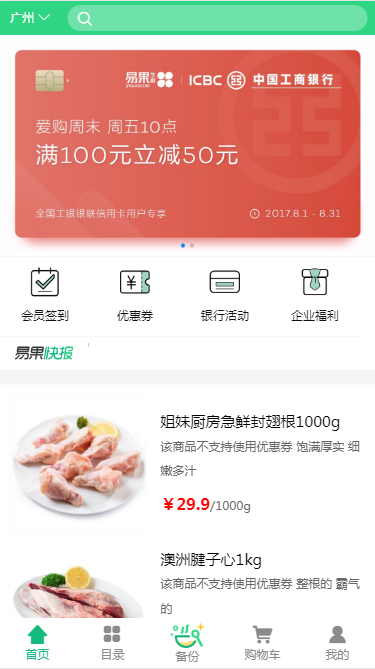 广州
易果生鲜 YIGUO.COM ICBC 中国工商银行
爱购周末 周五10点
满100元立减50元
全国工银银联信用卡用户专享 2017.8.1 - 8.31
会员签到 优惠券 银行活动 企业福利
易果快报
姐妹厨房急鲜封翅根1000g
该商品不支持使用优惠券 饱满厚实 细
嫩多汁
￥29.9/1000g
澳洲腱子心1kg
该商品不支持使用优惠券 整根的 霸气
的
首页 目录 备份 购物车 我的